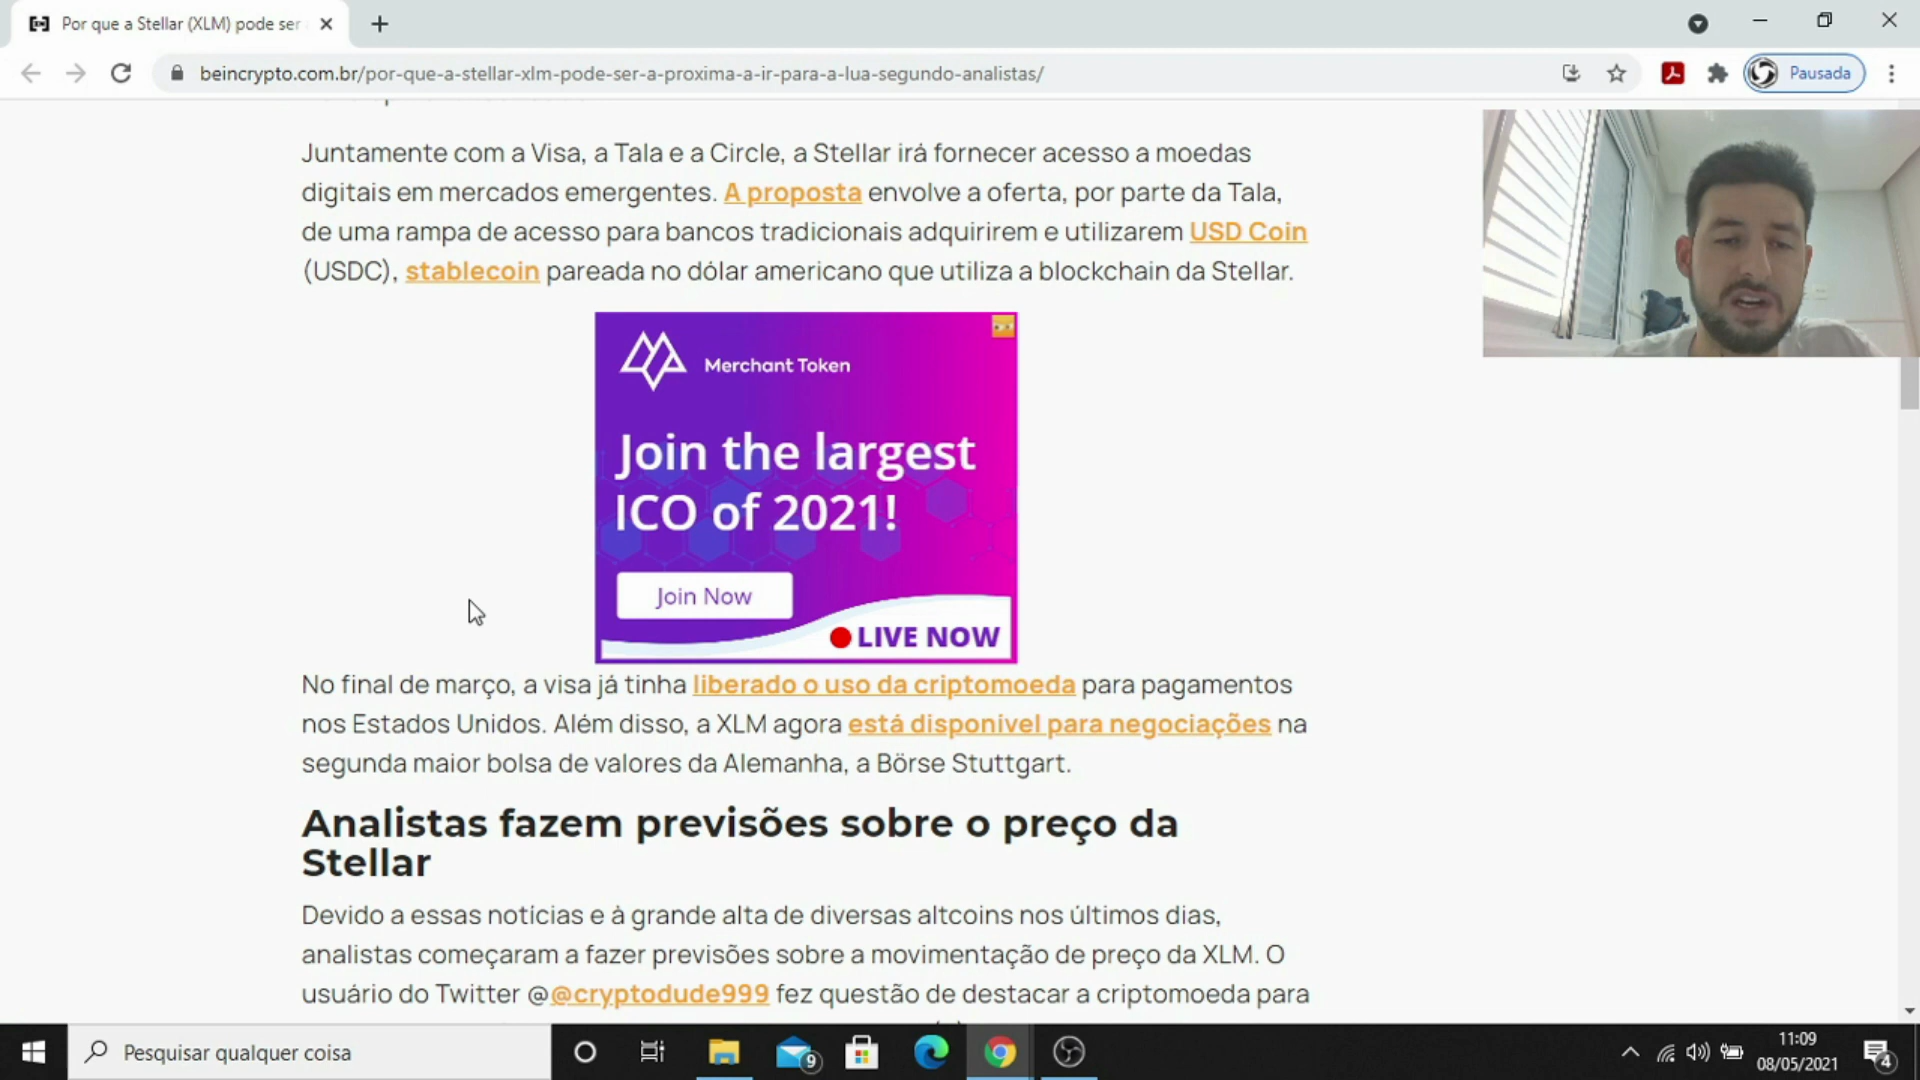 Por que a Stellar (XLM) pode ser
beincrypto.com.br/por-que-a-stellar-xlm-pode-ser-a-proxima-a-ir-para-a-lua-segundo-analistas/
Pausada
Juntamente com a Visa, a Tala e a Circle, a Stellar irá fornecer acesso a moedas
digitais em mercados emergentes. A proposta envolve a oferta, por parte da Tala,
de uma rampa de acesso para bancos tradicionais adquirirem e utilizarem USD Coin
(USDC), stablecoin pareada no dólar americano que utiliza a blockchain da Stellar.
Merchant Token
Join the largest
ICO of 2021!
Join Now
LIVE NOW
No final de março, a visa já tinha liberado o uso da criptomoeda para pagamentos
nos Estados Unidos. Além disso, a XLM agora está disponível para negociações na
segunda maior bolsa de valores da Alemanha, a Börse Stuttgart.
Analistas fazem previsões sobre o preço da
Stellar
Devido a essas notícias e à grande alta de diversas altcoins nos últimos dias,
analistas começaram a fazer previsões sobre a movimentação de preço da XLM. O
usuário do Twitter @@cryptodude999 fez questão de destacar a criptomoeda para
Pesquisar qualquer coisa
9
11:09
08/05/2021
4